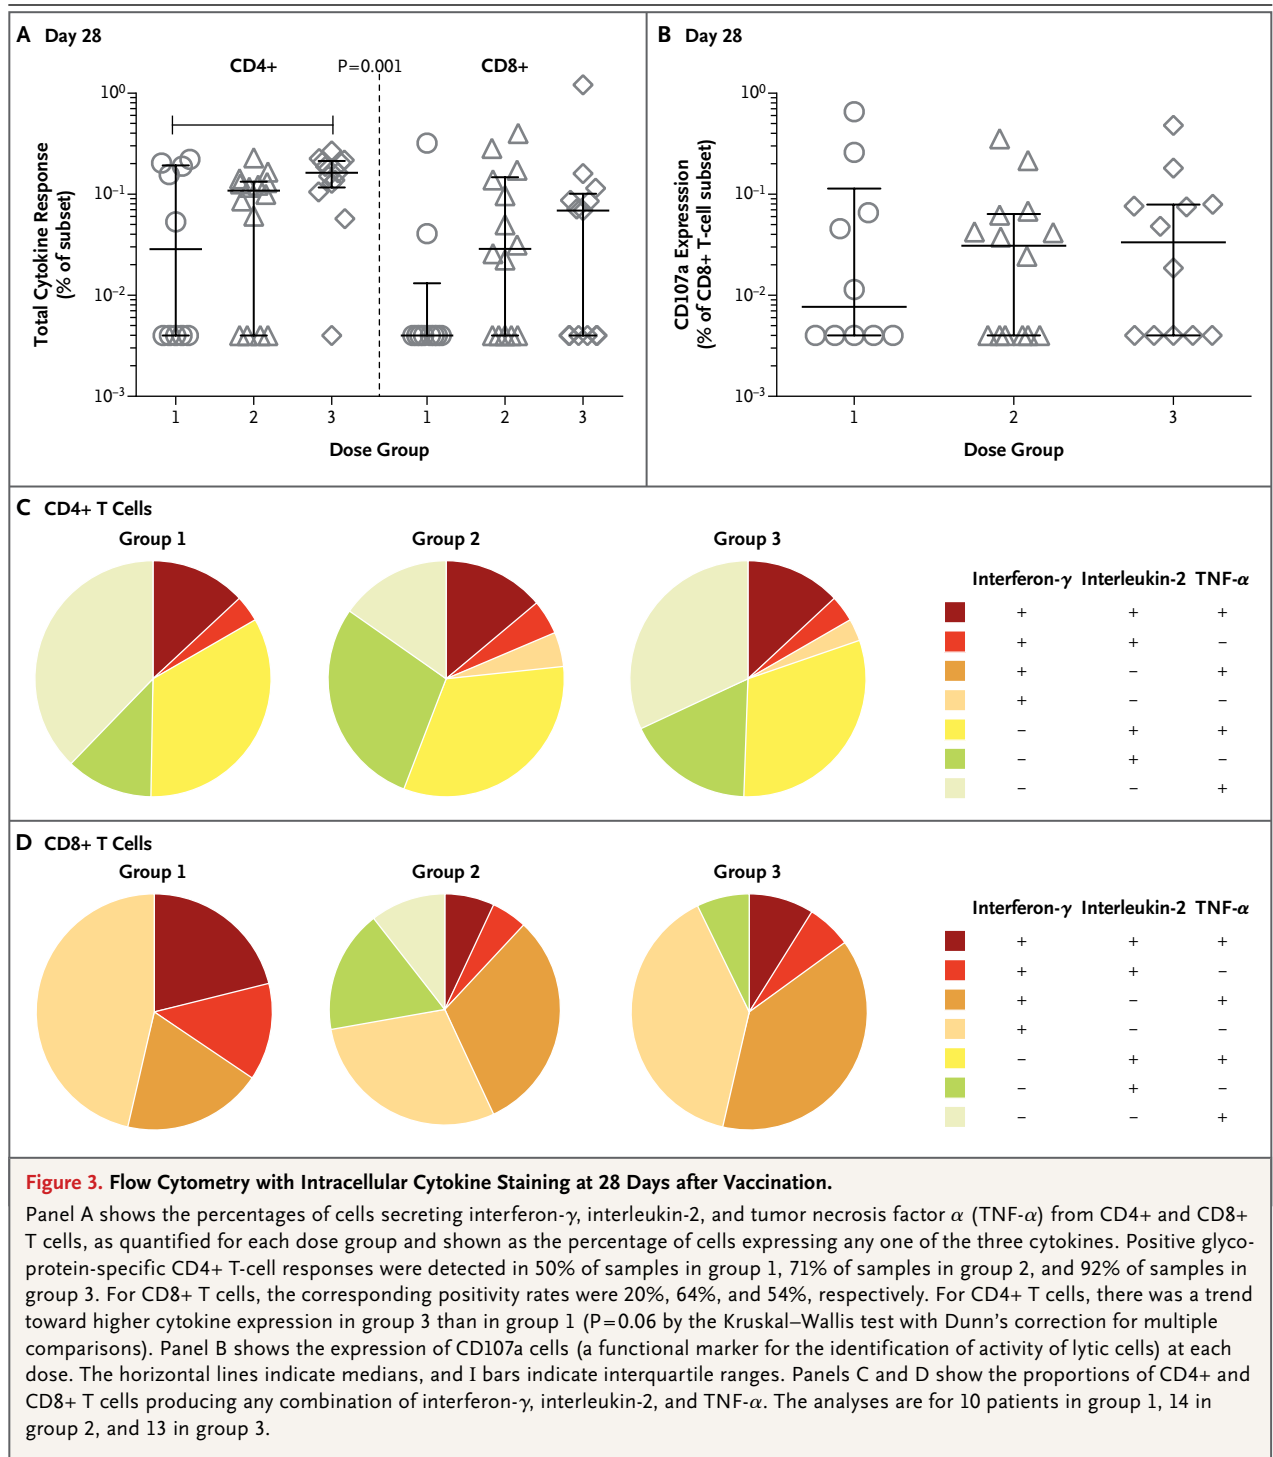 A Day 28
CD4+ P=0.001 CD8+
10⁰
10–1
10–2
10–3
Total Cytokine Response
(% of subset)
1 2 3 1 2 3
Dose Group
B Day 28
10⁰
10–1
10–2
10–3
CD107a Expresssion
(% of CD8+ T-cell subset)
1 2 3
Dose Group
C CD4+ T Cells
Group 1 Group 2 Group 3
Interferon-γ Interleukin-2 TNF-α
+ + +
+ + –
+ – +
+ – –
– + +
– + –
– – +
D CD8+ T Cells
Group 1 Group 2 Group 3
Interferon-γ Interleukin-2 TNF-α
+ + +
+ + –
+ – +
+ – –
– + +
– + –
– – +
Figure 3. Flow Cytometry with Intracellular Cytokine Staining at 28 Days after Vaccination.
Panel A shows the percentages of cells secreting interferon-γ, interleukin-2, and tumor necrosis factor α (TNF-α) from CD4+ and CD8+
T cells, as quantified for each dose group and shown as the percentage of cells expressing any one of the three cytokines. Positive glyco-
protein-specific CD4+ T-cell responses were detected in 50% of samples in group 1, 71% of samples in group 2, and 92% of samples in
group 3. For CD8+ T cells, the corresponding positivity rates were 20%, 64%, and 54%, respectively. For CD4+ T cells, there was a trend
toward higher cytokine expression in group 3 than in group 1 (P=0.06 by the Kruskal–Wallis test with Dunn's correction for multiple
comparisons). Panel B shows the expression of CD107a cells (a functional marker for the identification of activity of lytic cells) at each
dose. The horizontal lines indicate medians, and I bars indicate interquartile ranges. Panels C and D show the proportions of CD4+ and
CD8+ T cells producing any combination of interferon-γ, interleukin-2, and TNF-α. The analyses are for 10 patients in group 1, 14 in
group 2, and 13 in group 3.